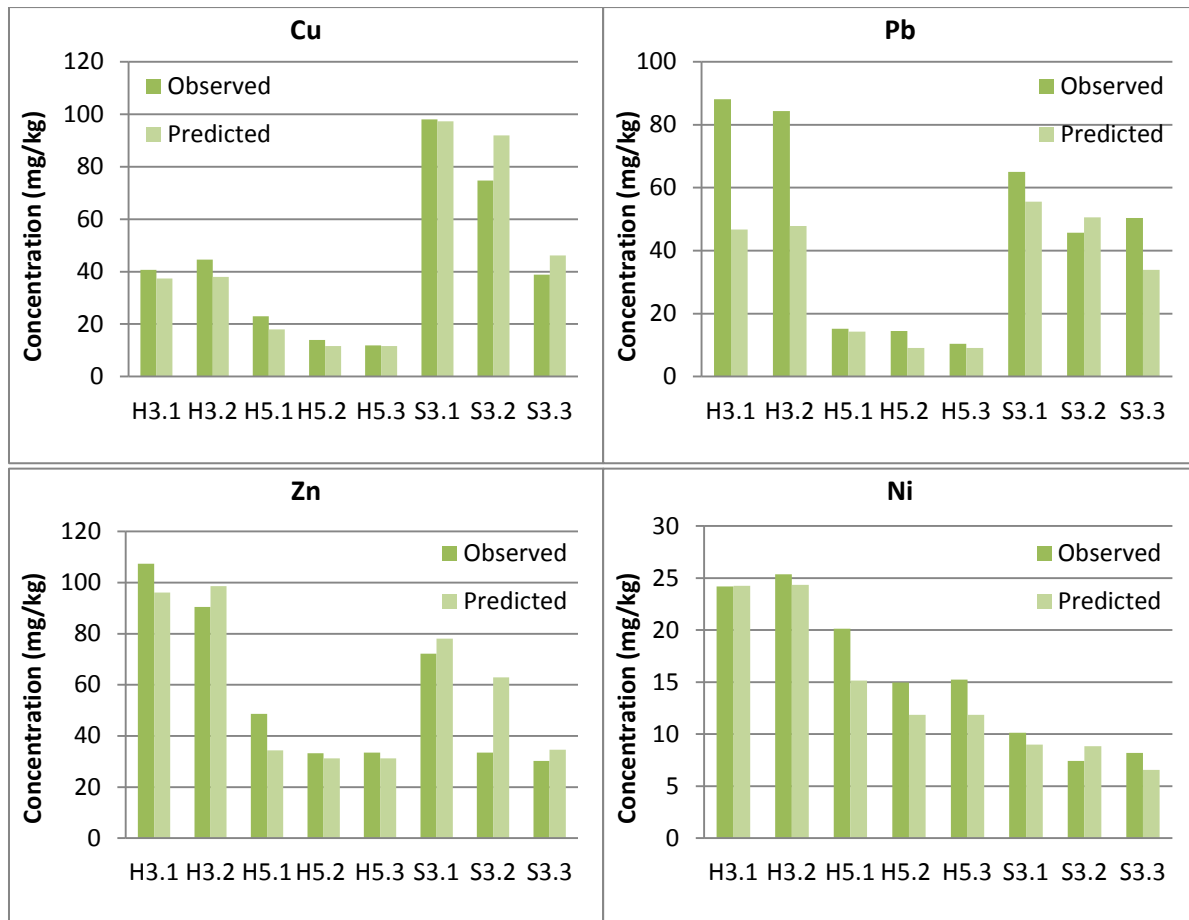 Cu
Concentration (mg/kg)
120
100
80
60
40
20
0
Observed
Predicted
H3.1 H3.2 H5.1 H5.2 H5.3 S3.1 S3.2 S3.3
Pb
Concentration (mg/kg)
100
80
60
40
20
0
Observed
Predicted
H3.1 H3.2 H5.1 H5.2 H5.3 S3.1 S3.2 S3.3
Zn
Concentration (mg/kg)
120
100
80
60
40
20
0
Observed
Predicted
H3.1 H3.2 H5.1 H5.2 H5.3 S3.1 S3.2 S3.3
Ni
Concentration (mg/kg)
30
25
20
15
10
5
0
Observed
Predicted
H3.1 H3.2 H5.1 H5.2 H5.3 S3.1 S3.2 S3.3